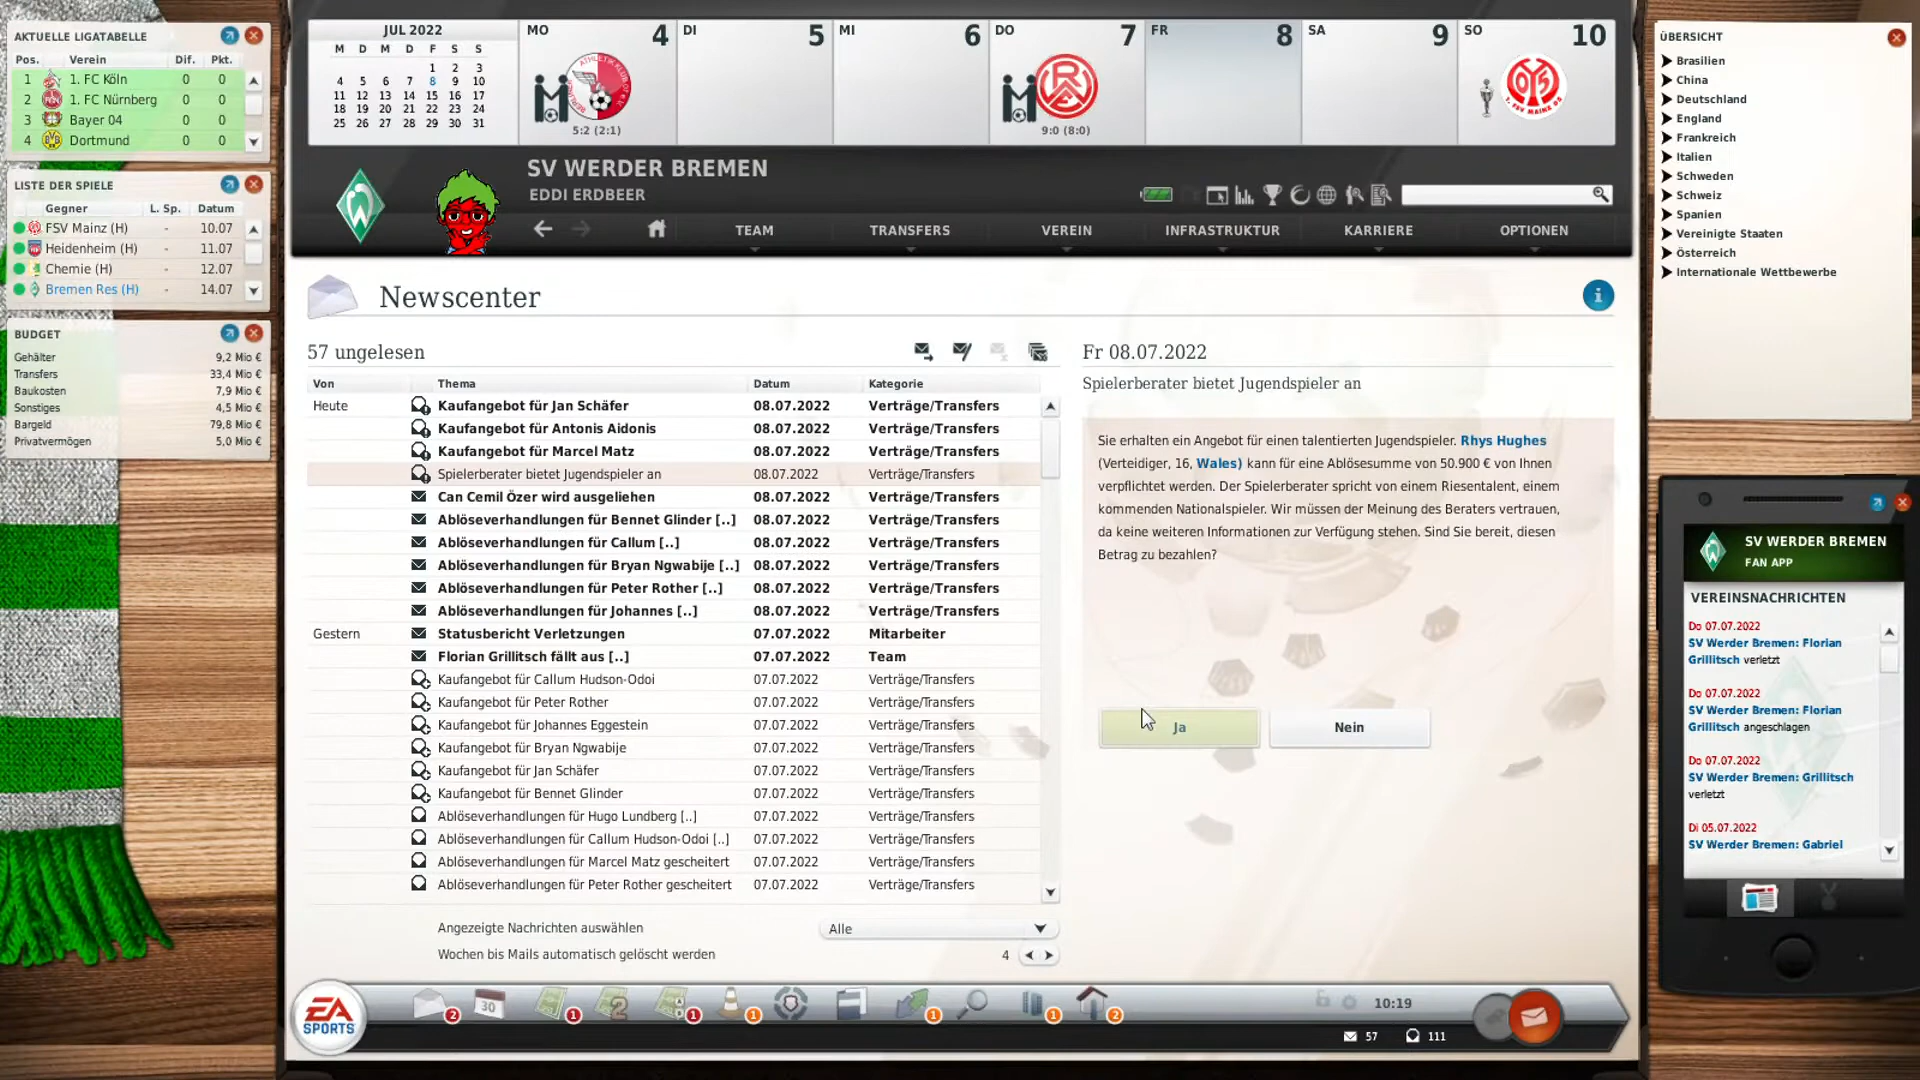 AKTUELLE LIGATABELLE
Pos. Verein Dif. Pkt.
1 1. FC Köln 0 0
2 1. FC Nürnberg 0 0
3 Bayer 04 0 0
4 Dortmund 0 0
LISTE DER SPIELE
Gegner L. Sp. Datum
FSV Mainz (H) - 10.07
Heidenheim (H) - 11.07
Chemie (H) - 12.07
Bremen Res (H) - 14.07
BUDGET
Gehälter 9,2 Mio €
Transfers 33,4 Mio €
Baukosten 7,9 Mio €
Sonstiges 4,5 Mio €
Bargeld 79,8 Mio €
Privatvermögen 5,0 Mio €
JUL 2022
M D M D F S S
1 2 3
4 5 6 7 8 9 10
11 12 13 14 15 16 17
18 19 20 21 22 23 24
25 26 27 28 29 30 31
MO 4
5:2 (2:1)
DI 5
MI 6
DO 7
9:0 (8:0)
FR 8
SA 9
SO 10
SV WERDER BREMEN
EDDI ERDBEER
TEAM TRANSFERS VEREIN INFRASTRUKTUR KARRIERE OPTIONEN
Newscenter
57 ungelesen
Von Thema Datum Kategorie
Heute Kaufangebot für Jan Schäfer 08.07.2022 Verträge/Transfers
Kaufangebot für Antonis Aidonis 08.07.2022 Verträge/Transfers
Kaufangebot für Marcel Matz 08.07.2022 Verträge/Transfers
Spielerberater bietet Jugendspieler an 08.07.2022 Verträge/Transfers
Can Cemil Özer wird ausgeliehen 08.07.2022 Verträge/Transfers
Ablöseverhandlungen für Bennet Glinder [..] 08.07.2022 Verträge/Transfers
Ablöseverhandlungen für Callum [..] 08.07.2022 Verträge/Transfers
Ablöseverhandlungen für Bryan Ngwabije [..] 08.07.2022 Verträge/Transfers
Ablöseverhandlungen für Peter Rother [..] 08.07.2022 Verträge/Transfers
Ablöseverhandlungen für Johannes [..] 08.07.2022 Verträge/Transfers
Gestern Statusbericht Verletzungen 07.07.2022 Mitarbeiter
Florian Grillitsch fällt aus [..] 07.07.2022 Team
Kaufangebot für Callum Hudson-Odoi 07.07.2022 Verträge/Transfers
Kaufangebot für Peter Rother 07.07.2022 Verträge/Transfers
Kaufangebot für Johannes Eggestein 07.07.2022 Verträge/Transfers
Kaufangebot für Bryan Ngwabije 07.07.2022 Verträge/Transfers
Kaufangebot für Jan Schäfer 07.07.2022 Verträge/Transfers
Kaufangebot für Bennet Glinder 07.07.2022 Verträge/Transfers
Ablöseverhandlungen für Hugo Lundberg [..] 07.07.2022 Verträge/Transfers
Ablöseverhandlungen für Callum Hudson-Odoi [..] 07.07.2022 Verträge/Transfers
Ablöseverhandlungen für Marcel Matz gescheitert 07.07.2022 Verträge/Transfers
Ablöseverhandlungen für Peter Rother gescheitert 07.07.2022 Verträge/Transfers
Angezeigte Nachrichten auswählen Alle
Wochen bis Mails automatisch gelöscht werden 4
Fr 08.07.2022
Spielerberater bietet Jugendspieler an
Sie erhalten ein Angebot für einen talentierten Jugendspieler. Rhys Hughes
(Verteidiger, 16, Wales) kann für eine Ablösesumme von 50.900 € von Ihnen
verpflichtet werden. Der Spielerberater spricht von einem Riesentalent, einem
kommenden Nationalspieler. Wir müssen der Meinung des Beraters vertrauen,
da keine weiteren Informationen zur Verfügung stehen. Sind Sie bereit, diesen
Betrag zu bezahlen?
Ja Nein
EA
SPORTS
2 30 1 2 1 1 1 1 2
10:19
57 111
ÜBERSICHT
Brasilien
China
Deutschland
England
Frankreich
Italien
Schweden
Schweiz
Spanien
Vereinigte Staaten
Österreich
Internationale Wettbewerbe
SV WERDER BREMEN
FAN APP
VEREINSNACHRICHTEN
Do 07.07.2022
SV Werder Bremen: Florian
Grillitsch verletzt
Do 07.07.2022
SV Werder Bremen: Florian
Grillitsch angeschlagen
Do 07.07.2022
SV Werder Bremen: Grillitsch
verletzt
Di 05.07.2022
SV Werder Bremen: Gabriel